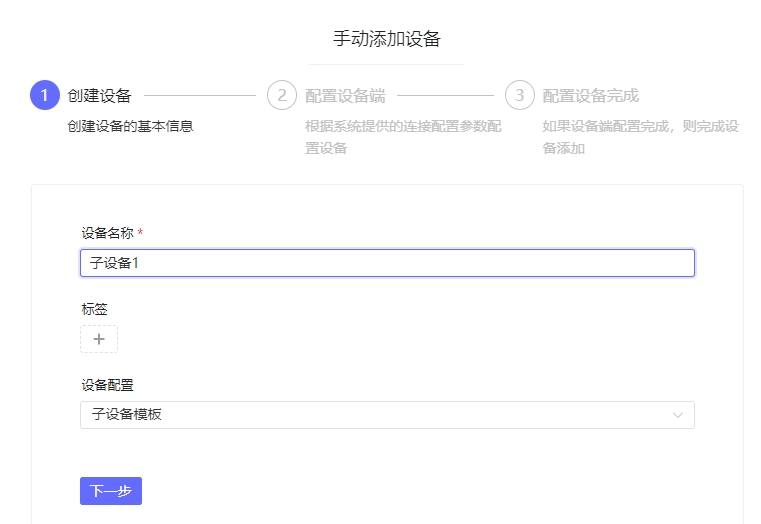 手动添加设备
1 创建设备
创建设备的基本信息
2 配置设备端
根据系统提供的连接配置参数配
置设备
3 配置设备完成
如果设备端配置完成，则完成设
备添加
设备名称 *
子设备1
标签
+
设备配置
子设备模板
下一步